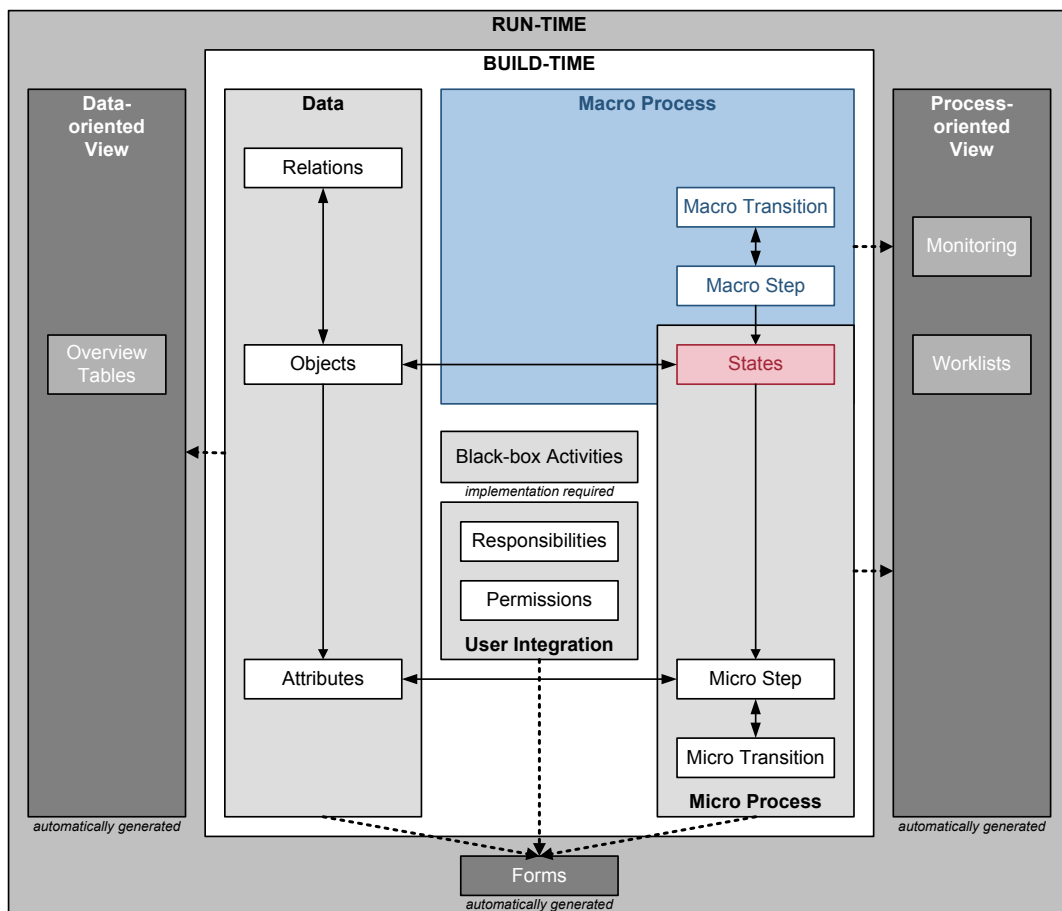 RUN-TIME
BUILD-TIME
Data-
oriented
View
Overview
Tables
automatically generated
Data
Relations
Objects
Attributes
Macro Process
Macro Transition
Macro Step
States
Black-box Activities
implementation required
Responsibilities
Permissions
User Integration
Micro Step
Micro Transition
Micro Process
Process-
oriented
View
Monitoring
Worklists
automatically generated
Forms
automatically generated